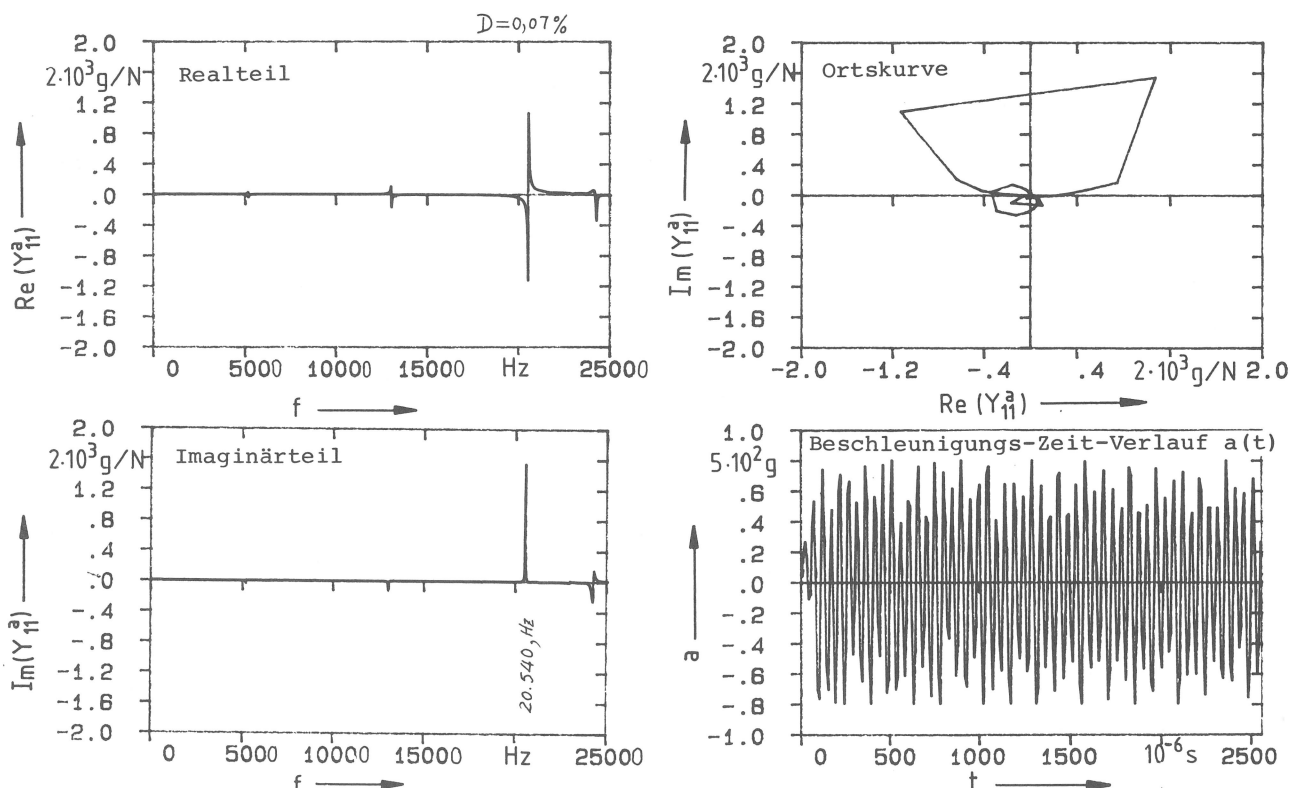 D=0,07%
2.0
2·10³g/N
1.2
.8
.4
.0
-.4
-.8
-1.2
-1.6
-2.0
Realteil
Re(Y₁₁ᵃ)
0 5000 10000 15000 Hz 25000
f
2.0
2·10³g/N
1.2
.8
.4
.0
-.4
-.8
-1.2
-1.6
-2.0
Ortskurve
Im(Y₁₁ᵃ)
-2.0 -1.2 -.4 .4 2·10³g/N 2.0
Re(Y₁₁ᵃ)
2.0
2·10³g/N
1.2
.8
.4
.0
-.4
-.8
-1.2
-1.6
-2.0
Imaginärteil
Im(Y₁₁ᵃ)
20.540,Hz
0 5000 10000 15000 Hz 25000
f
1.0
5·10²g
.6
.4
.2
.0
-.2
-.4
-.6
-.8
-1.0
Beschleunigungs-Zeit-Verlauf a(t)
a
0 500 1000 1500 10⁻⁶s 2500
t